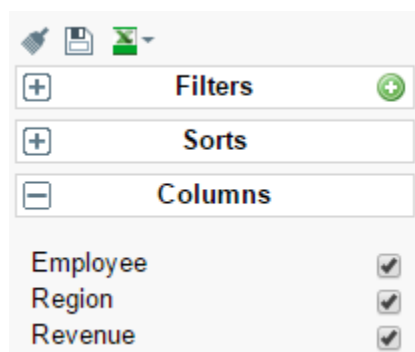 Filters
Sorts
Columns
Employee
Region
Revenue